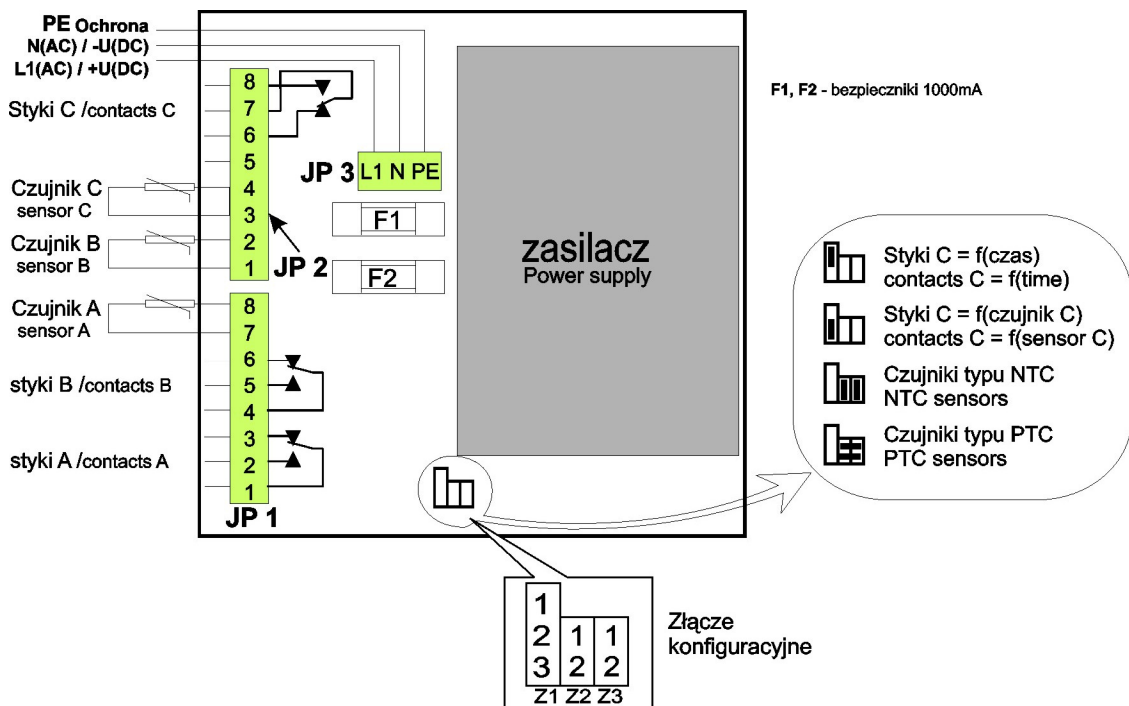 PE Ochrona
N(AC) / -U(DC)
L1(AC) / +U(DC)
Styki C /contacts C
Czujnik C
sensor C
Czujnik B
sensor B
Czujnik A
sensor A
styki B /contacts B
styki A /contacts A
8
7
6
5
4
3
2
1
JP 2
8
7
6
5
4
3
2
1
JP 1
JP 3
L1 N PE
F1
F2
zasilacz
Power supply
F1, F2 - bezpieczniki 1000mA
Styki C = f(czas)
contacts C = f(time)
Styki C = f(czujnik C)
contacts C = f(sensor C)
Czujniki typu NTC
NTC sensors
Czujniki typu PTC
PTC sensors
1
2 1 1
3 2 2
Z1 Z2 Z3
Złącze
konfiguracyjne